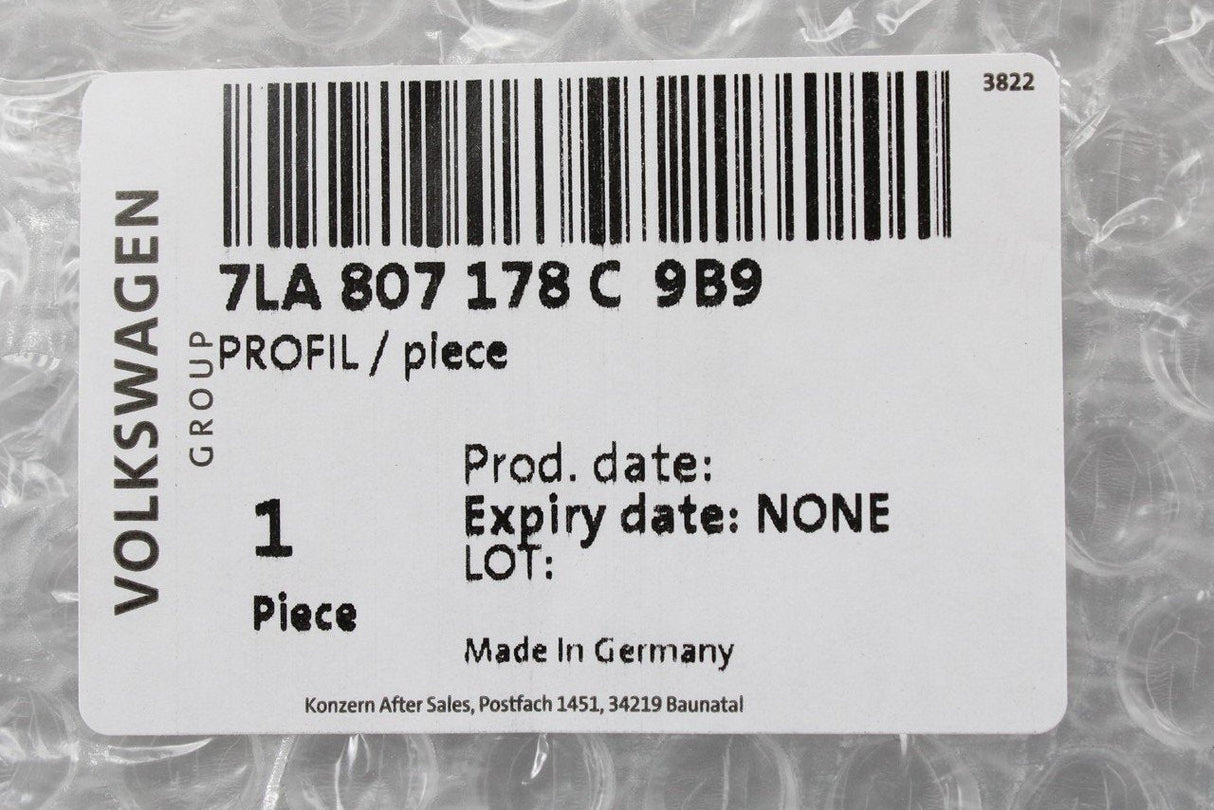 3822
VOLKSWAGEN
GROUP
7LA 807 178 C 9B9
PROFIL / piece
Prod. date:
Expiry date: NONE
LOT:
1
Piece
Made In Germany
Konzern After Sales, Postfach 1451, 34219 Baunatal